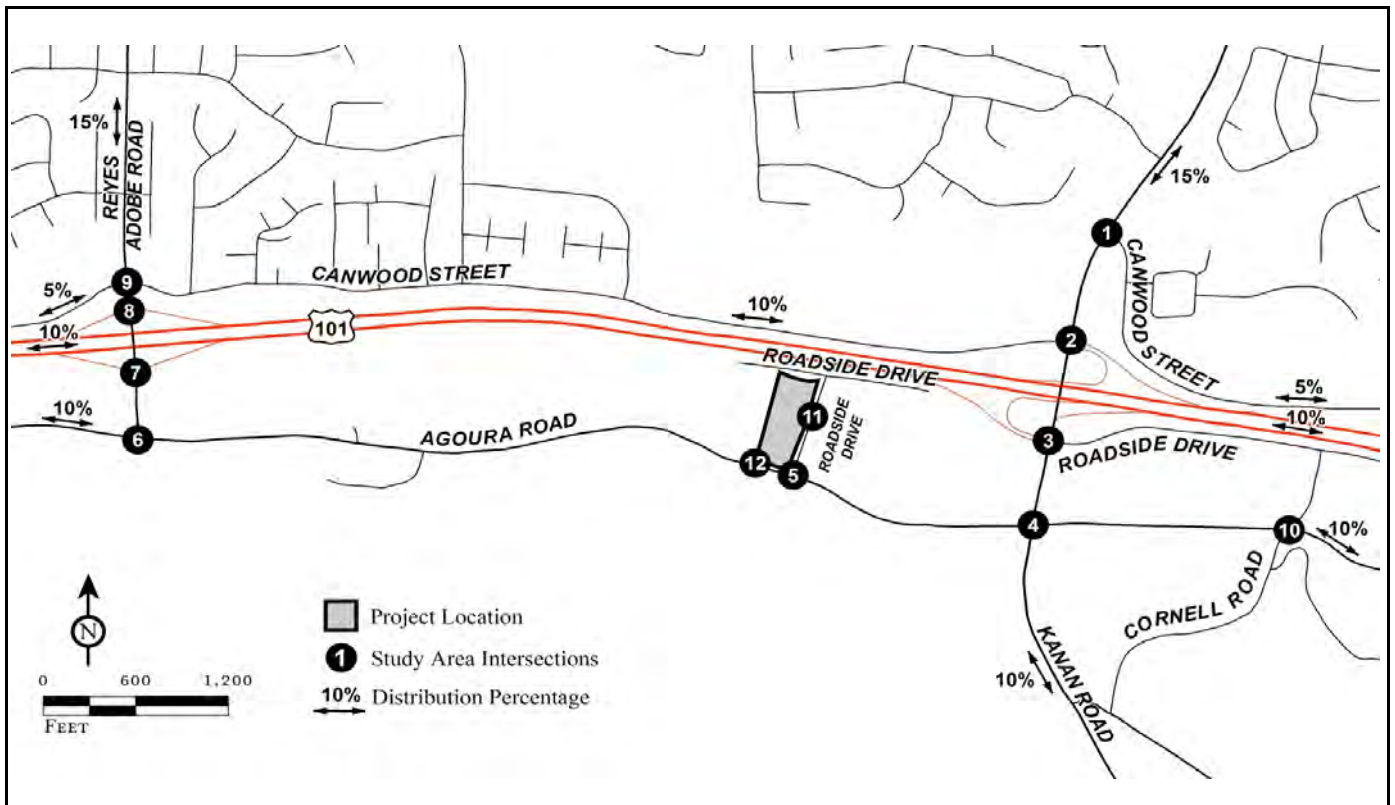 15%
REYES
ADOBE ROAD
15%
1
CANWOOD STREET
9
CANWOOD STREET
5%
8
101
10%
10%
2
7
ROADSIDE DRIVE
5%
10%
10%
6
AGOURA ROAD
11
ROADSIDE
DRIVE
3
ROADSIDE DRIVE
12
5
4
10
10%
CORNELL ROAD
KANAN ROAD
10%
N
Project Location
1 Study Area Intersections
10% Distribution Percentage
0 600 1,200
FEET